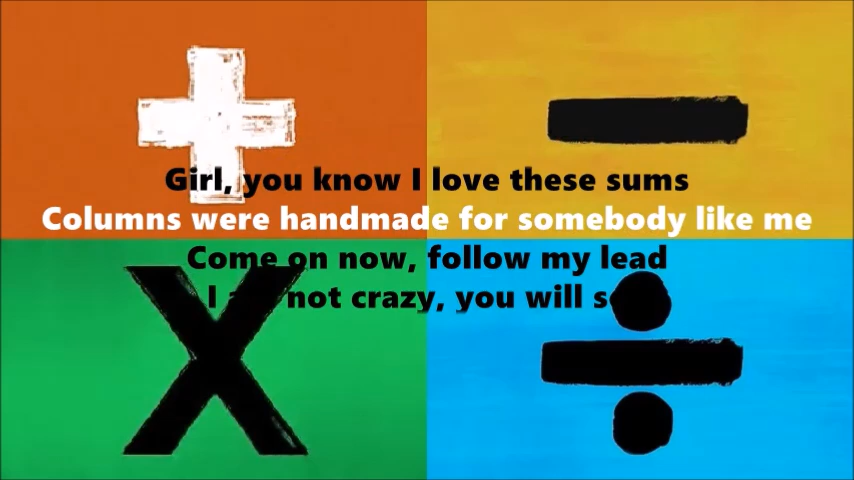 + −
Girl, you know I love these sums
Columns were handmade for somebody like me
Come on now, follow my lead
I am not crazy, you will see
X ÷